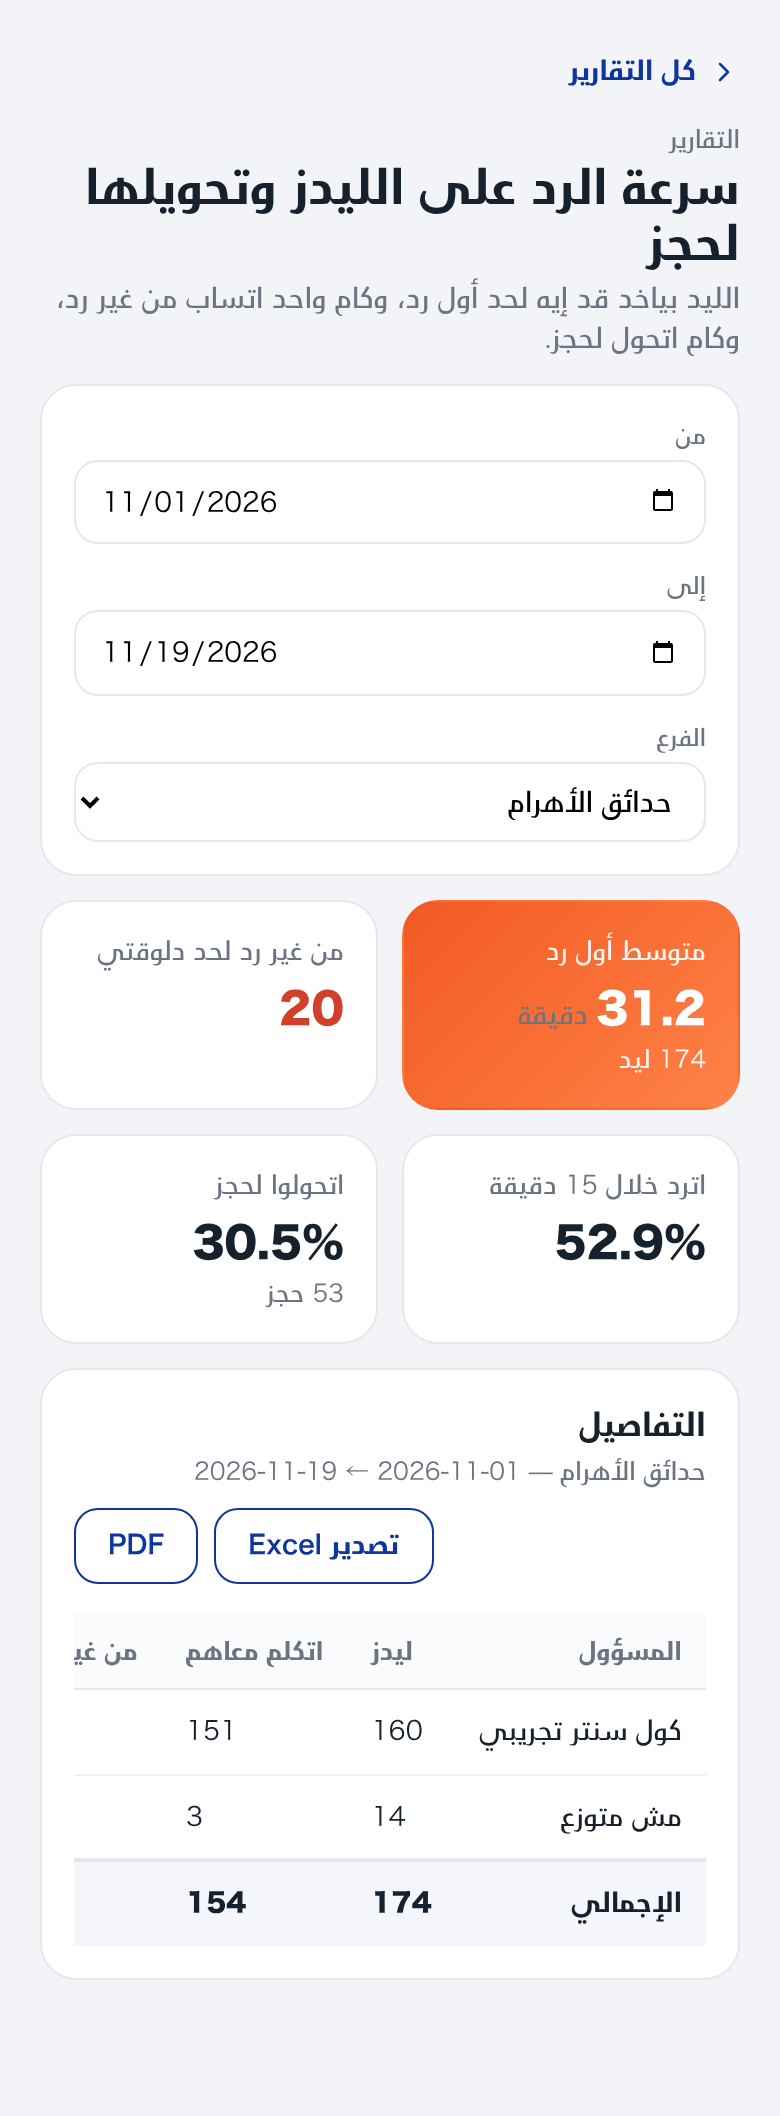 كل التقارير
التقارير
سرعة الرد على الليدز وتحويلها
لحجز
الليد بياخد قد إيه لحد أول رد، وكام واحد اتساب من غير رد،
وكام اتحول لحجز.
من
11/01/2026
إلى
11/19/2026
الفرع
حدائق الأهرام
متوسط أول رد
31.2 دقيقة
174 ليد
من غير رد لحد دلوقتي
20
اترد خلال 15 دقيقة
52.9%
اتحولوا لحجز
30.5%
53 حجز
التفاصيل
حدائق الأهرام — 2026-11-01 ← 2026-11-19
تصدير Excel PDF
المسؤول ليدز اتكلم معاهم من
كول سنتر تجريبي 160 151
مش متوزع 14 3
الإجمالي 174 154